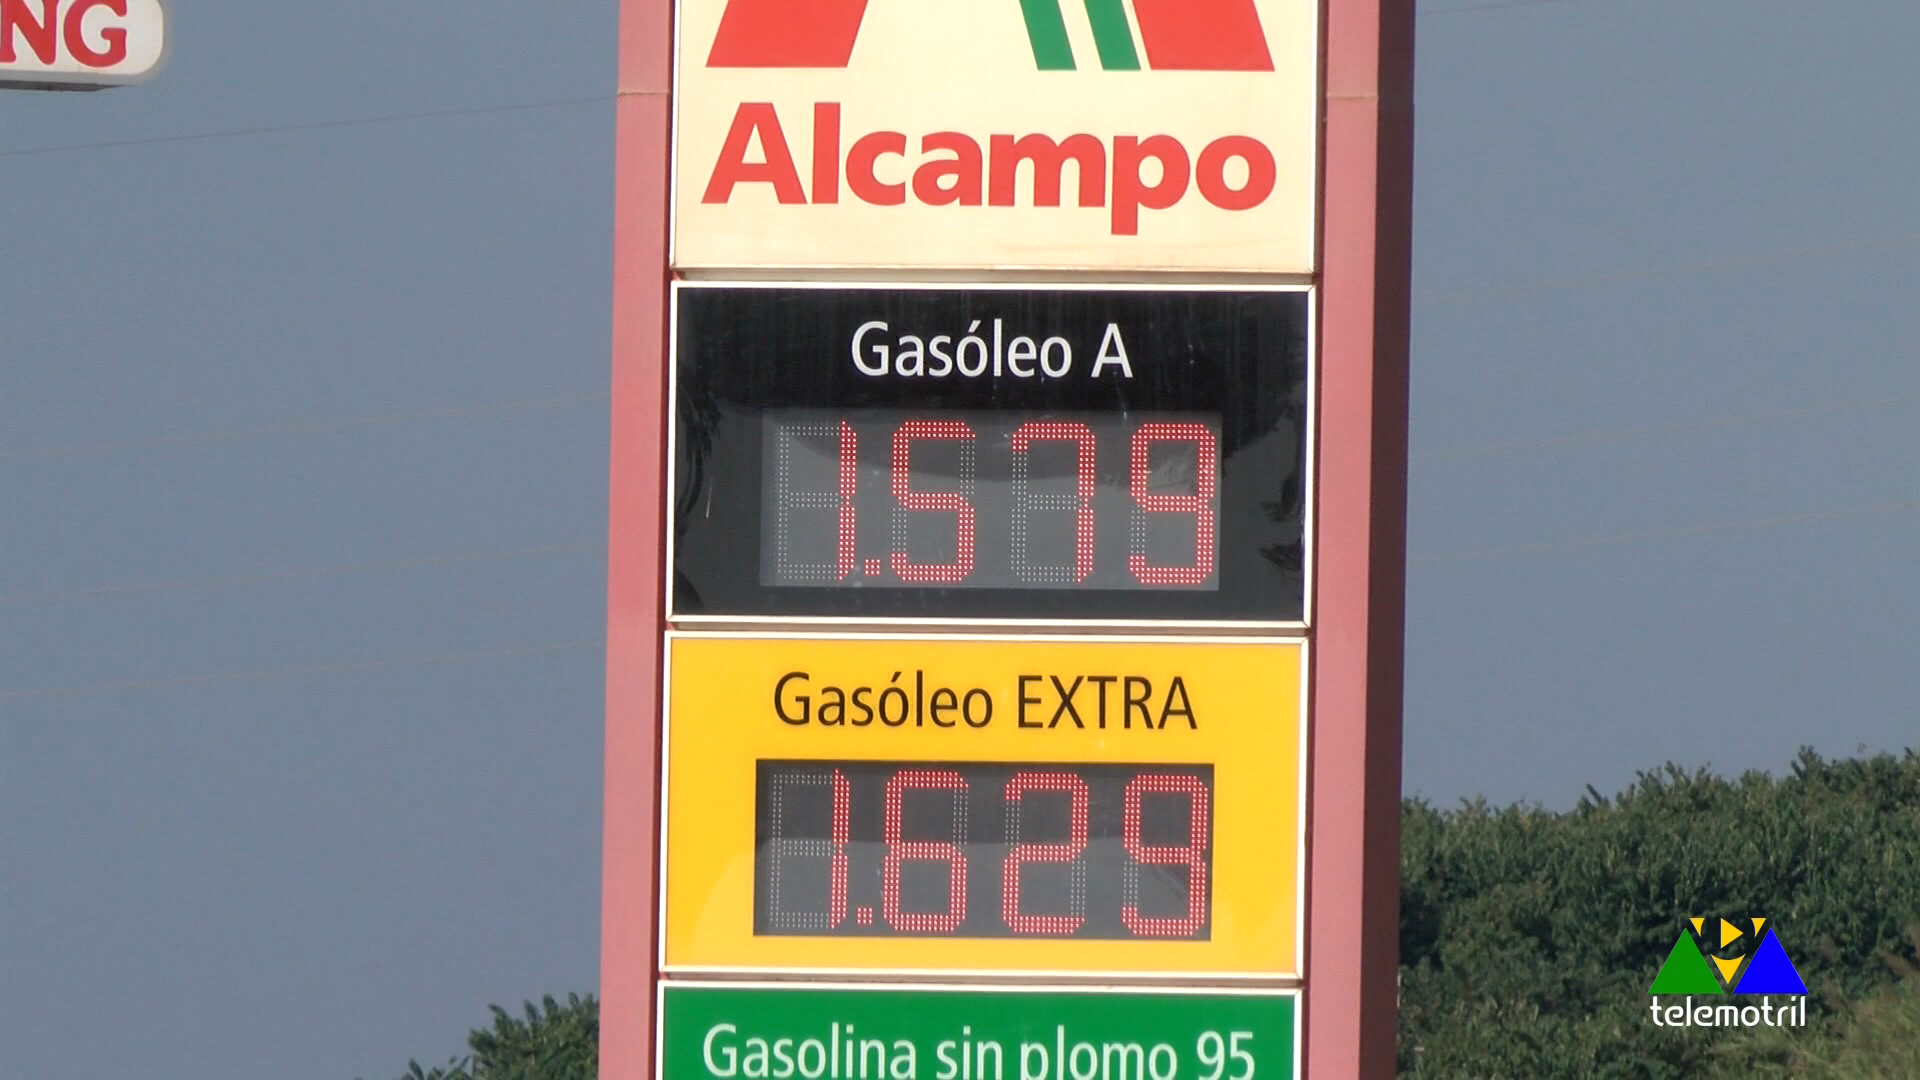 NG
Alcampo
Gasóleo A
1.579
Gasóleo EXTRA
1.629
Gasolina sin plomo 95
telemotril